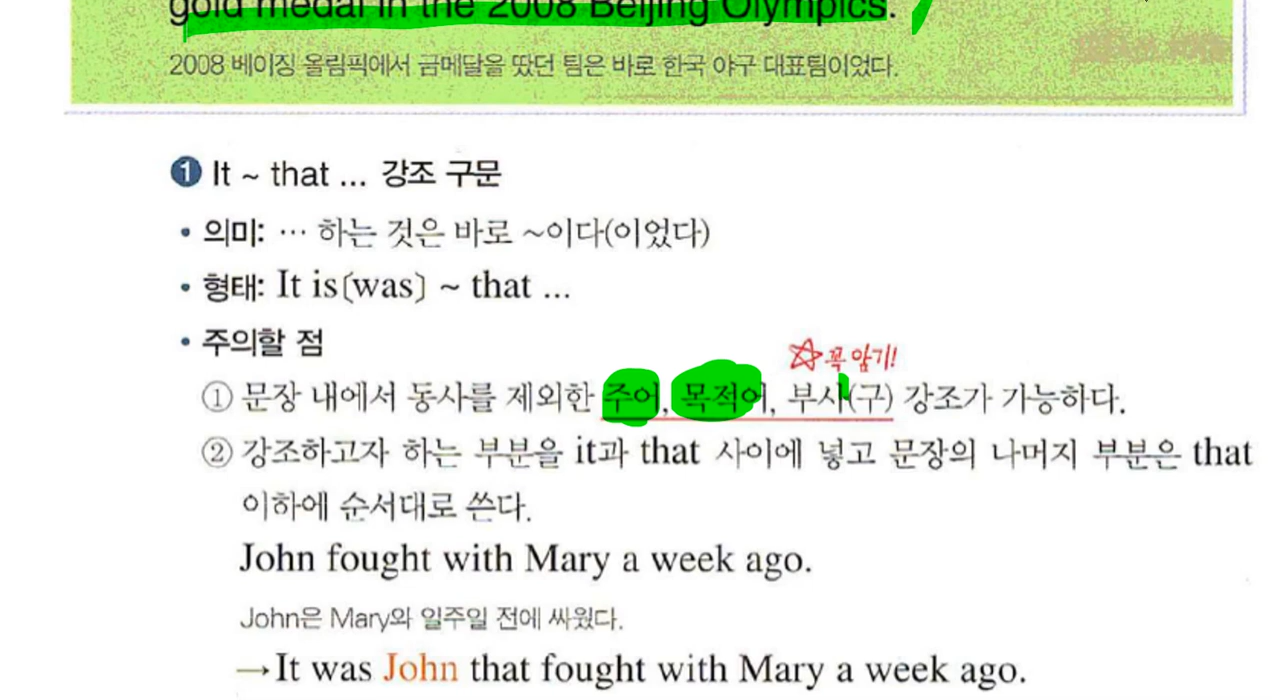 gold medal in the 2008 Beijing Olympics.
2008 베이징 올림픽에서 금메달을 땄던 팀은 바로 한국 야구 대표팀이었다.
1 It ~ that ... 강조 구문
• 의미: … 하는 것은 바로 ~이다(이었다)
• 형태: It is(was) ~ that ...
• 주의할 점
☆꼭 암기!
① 문장 내에서 동사를 제외한 주어, 목적어, 부사(구) 강조가 가능하다.
② 강조하고자 하는 부분을 it과 that 사이에 넣고 문장의 나머지 부분은 that
이하에 순서대로 쓴다.
John fought with Mary a week ago.
John은 Mary와 일주일 전에 싸웠다.
→ It was John that fought with Mary a week ago.